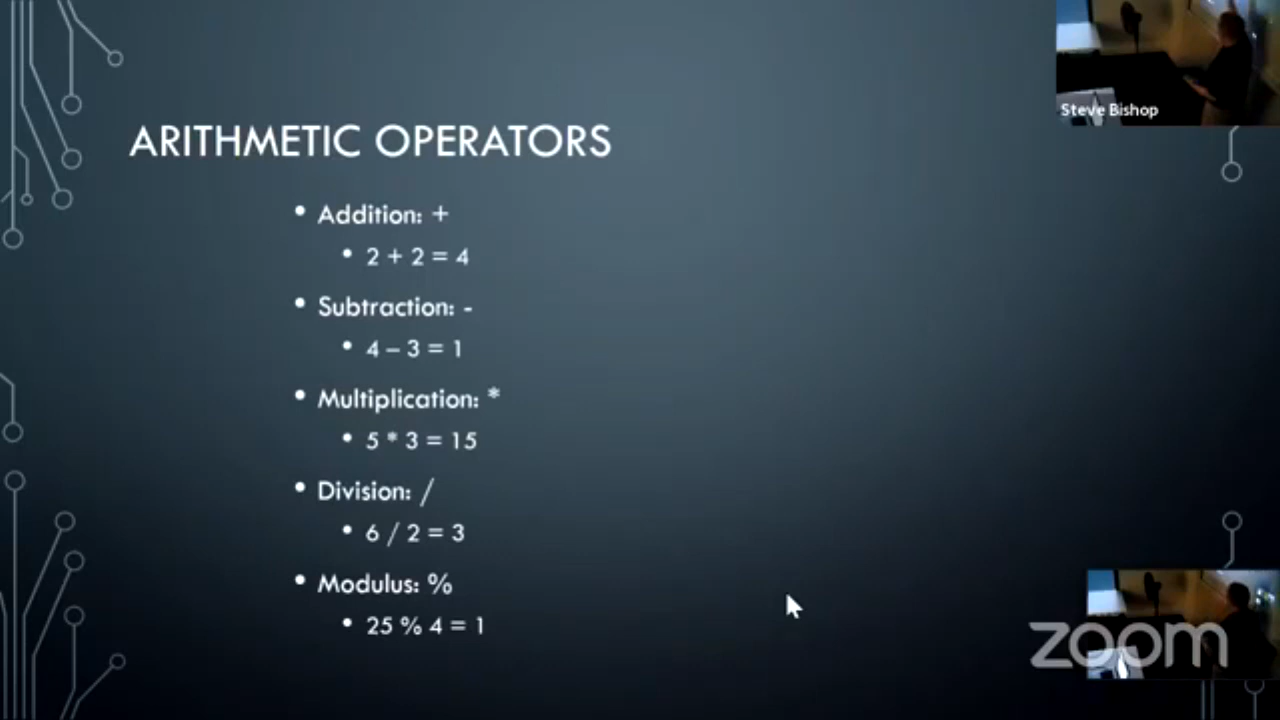 Steve Bishop
ARITHMETIC OPERATORS
• Addition: +
• 2 + 2 = 4
• Subtraction: -
• 4 – 3 = 1
• Multiplication: *
• 5 * 3 = 15
• Division: /
• 6 / 2 = 3
• Modulus: %
• 25 % 4 = 1
zoom